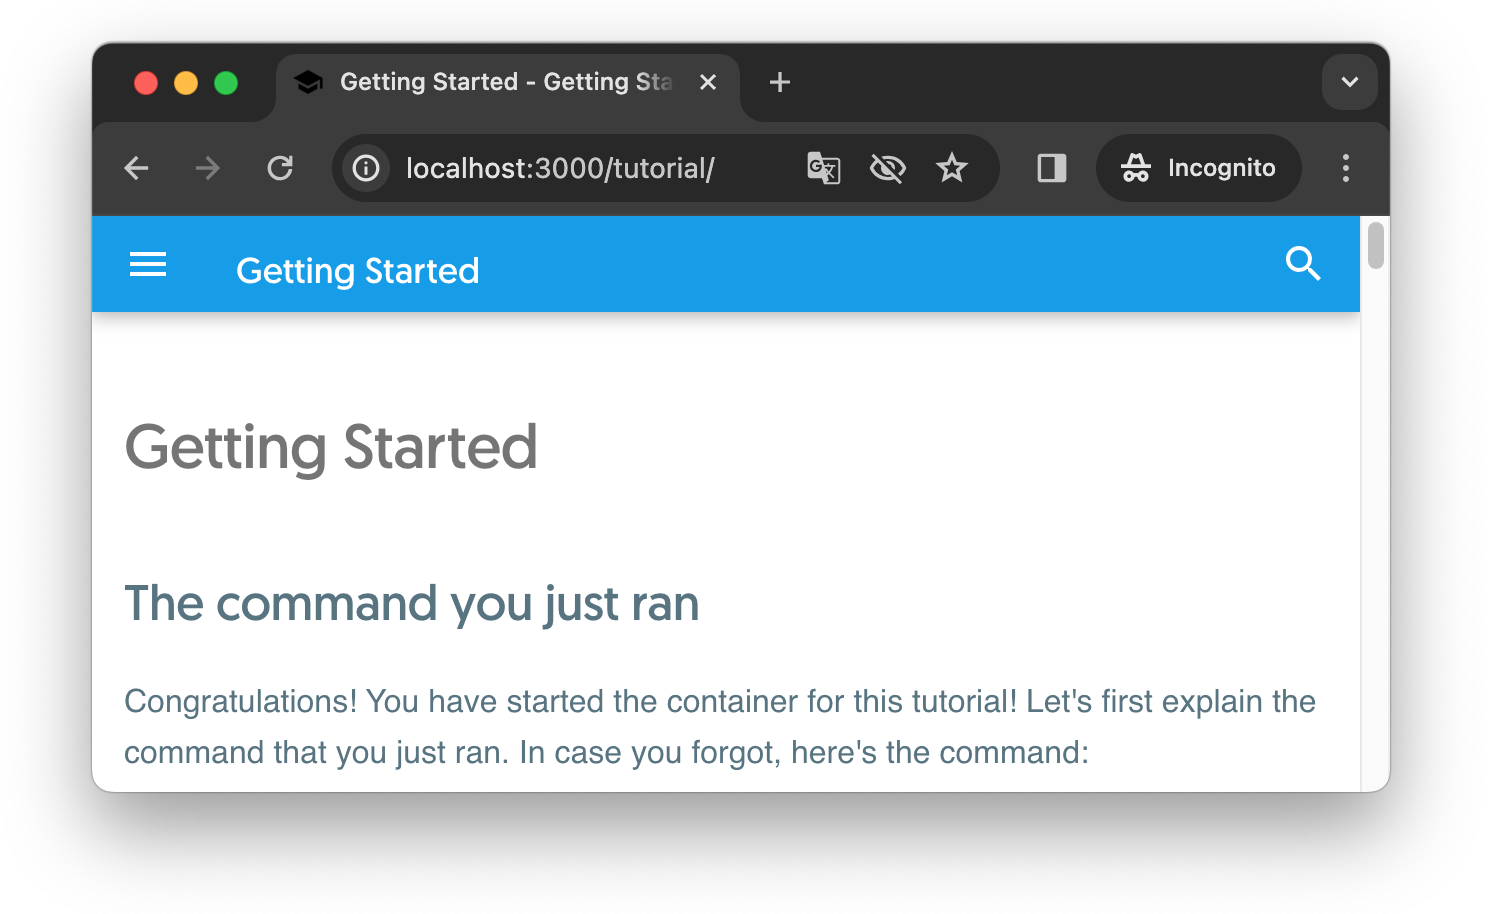 Getting Started - Getting Sta
localhost:3000/tutorial/
Incognito
Getting Started
Getting Started
The command you just ran
Congratulations! You have started the container for this tutorial! Let's first explain the
command that you just ran. In case you forgot, here's the command: